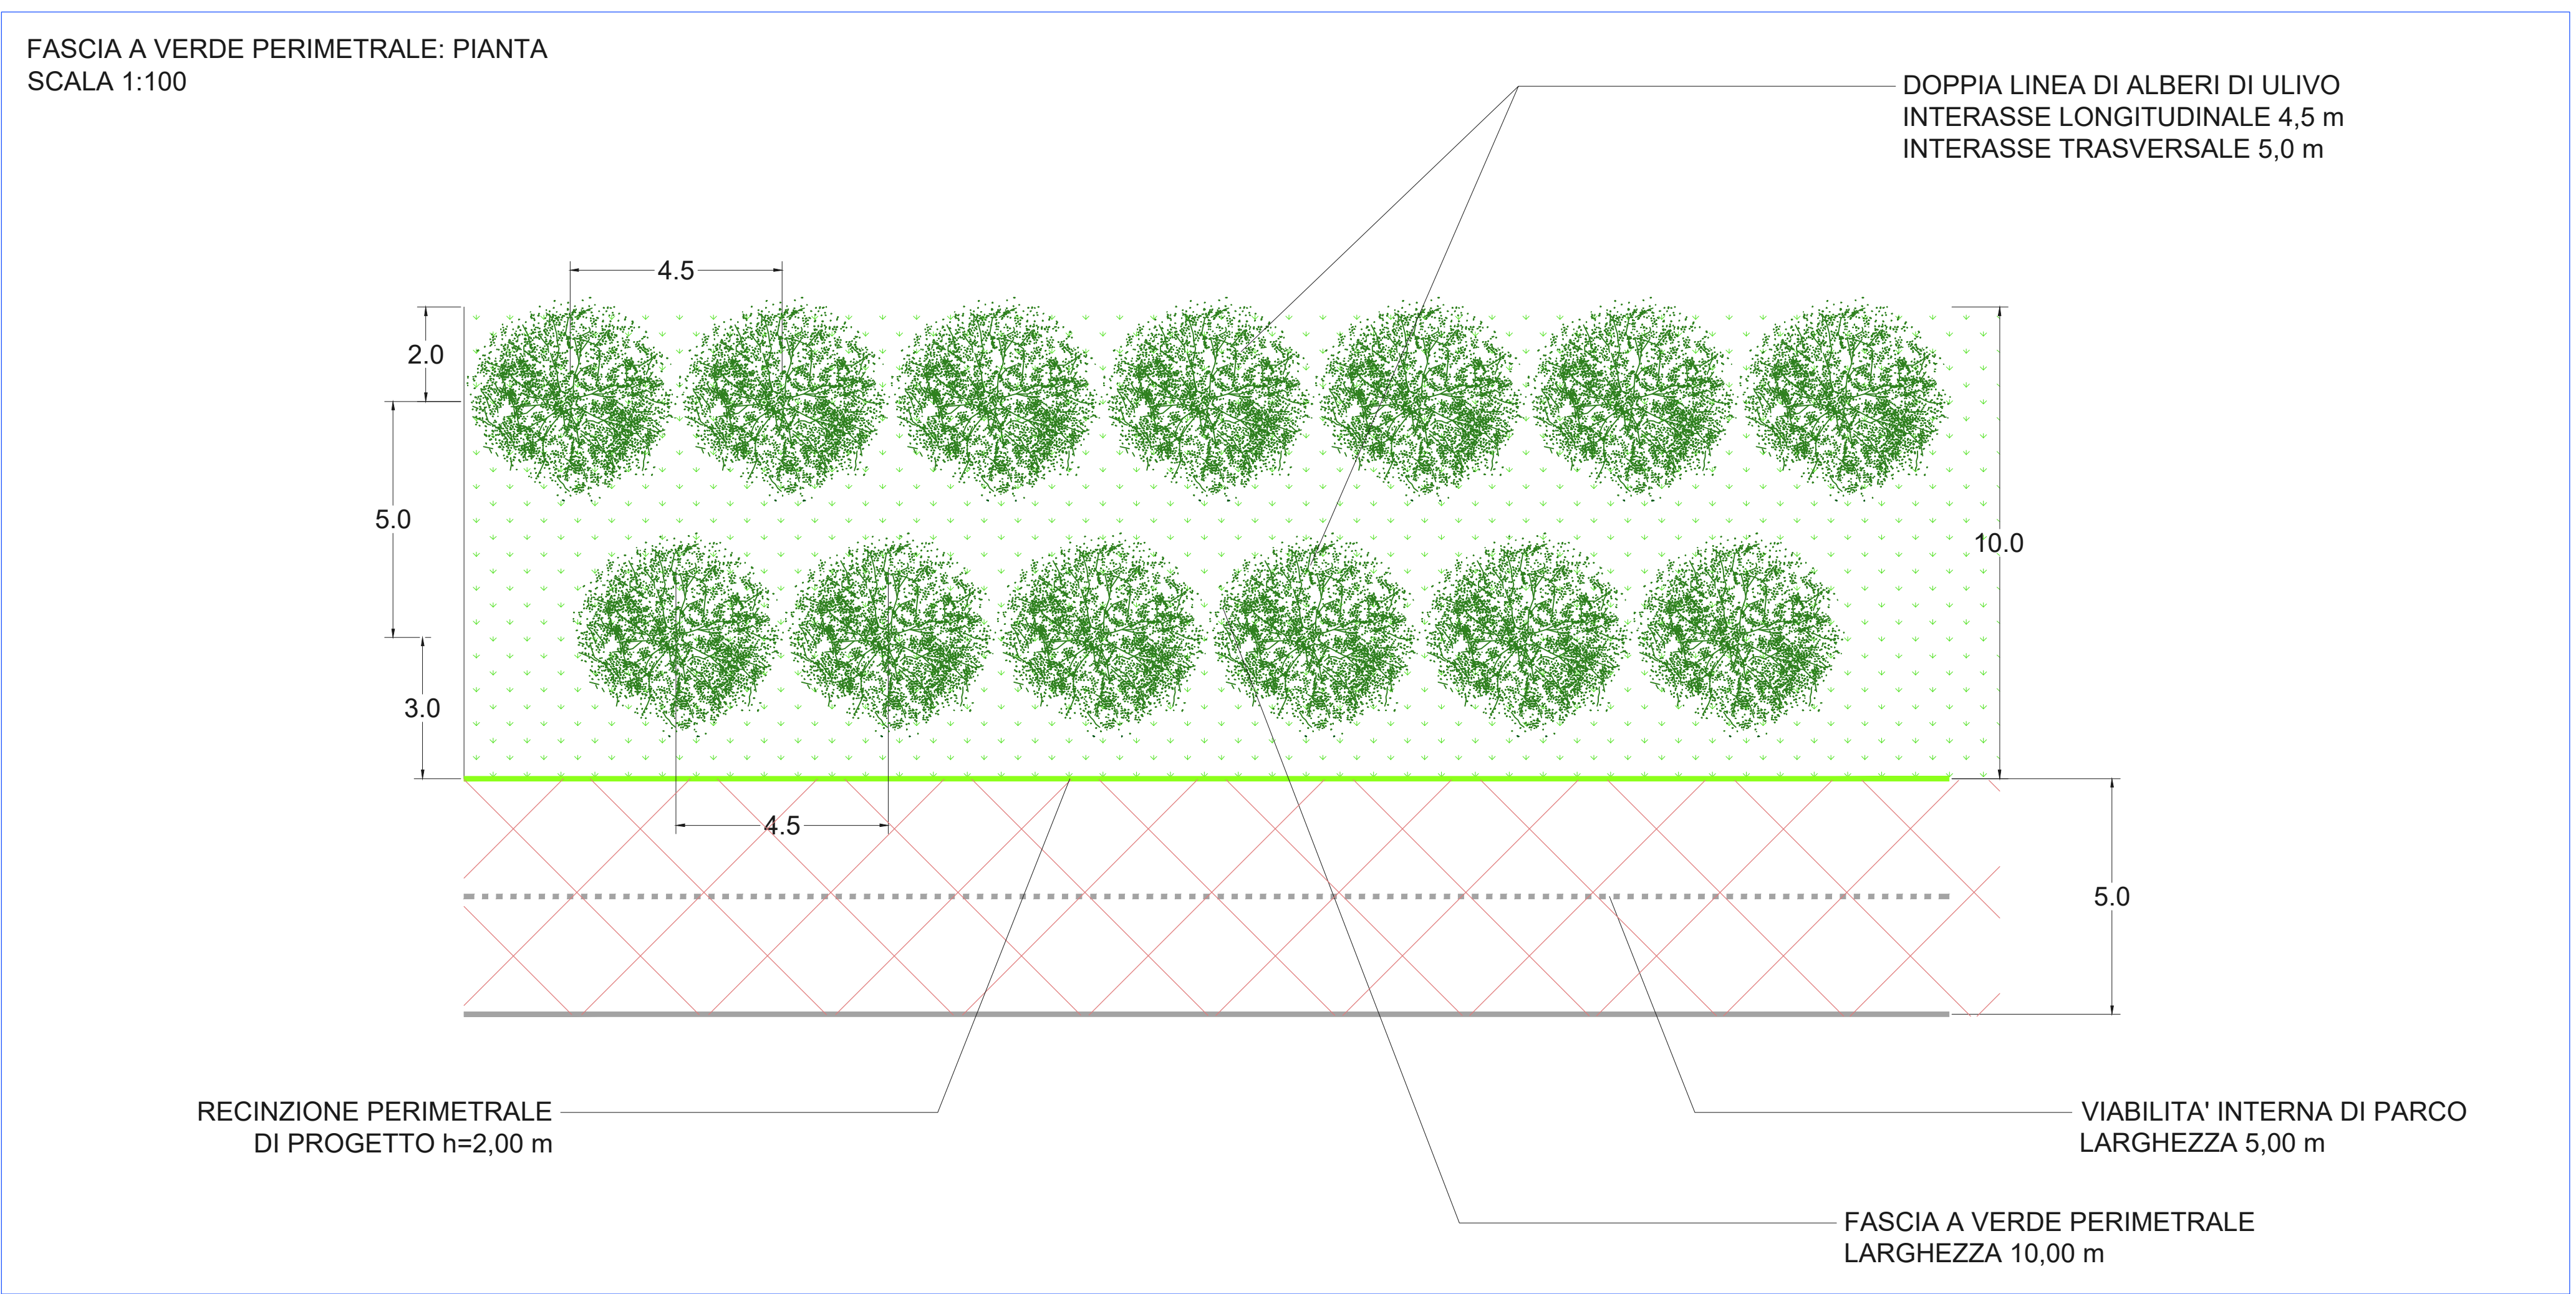 FASCIA A VERDE PERIMETRALE: PIANTA
SCALA 1:100
DOPPIA LINEA DI ALBERI DI ULIVO
INTERASSE LONGITUDINALE 4,5 m
INTERASSE TRASVERSALE 5,0 m
4.5
2.0
5.0
10.0
3.0
4.5
5.0
RECINZIONE PERIMETRALE
DI PROGETTO h=2,00 m
VIABILITA' INTERNA DI PARCO
LARGHEZZA 5,00 m
FASCIA A VERDE PERIMETRALE
LARGHEZZA 10,00 m